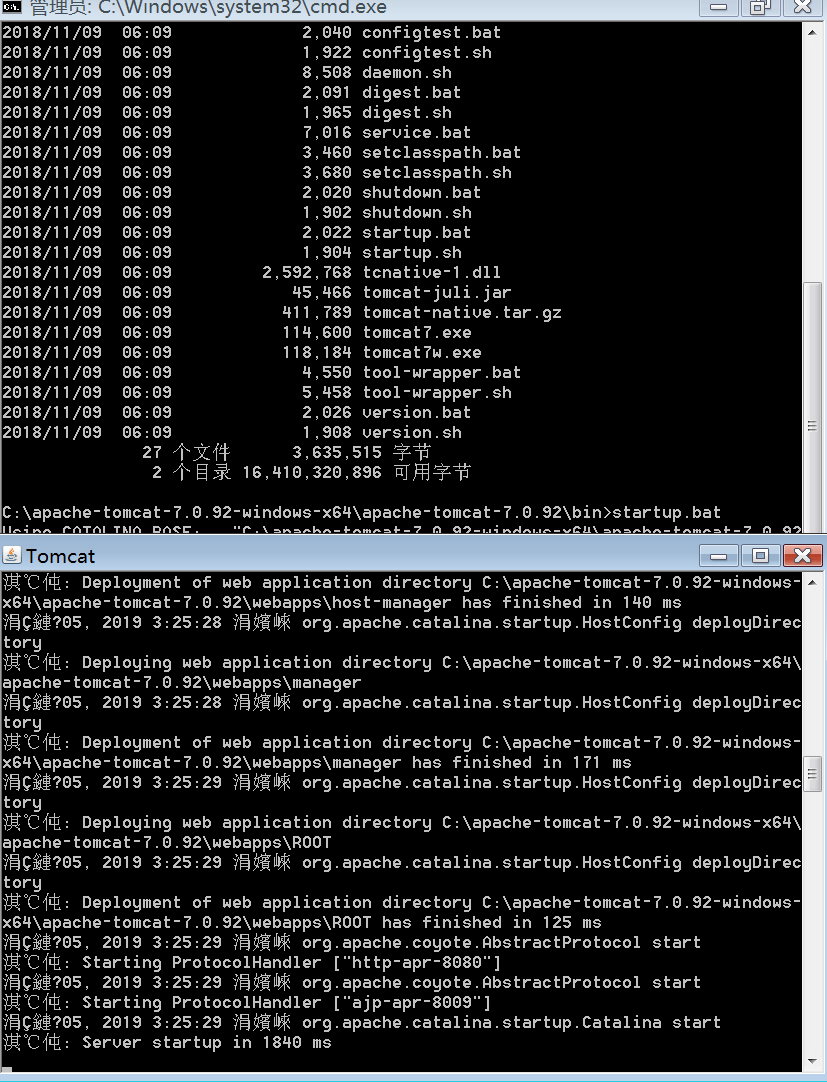 管理员: C:\Windows\system32\cmd.exe
2018/11/09  06:09             2,040 configtest.bat
2018/11/09  06:09             1,922 configtest.sh
2018/11/09  06:09             8,508 daemon.sh
2018/11/09  06:09             2,091 digest.bat
2018/11/09  06:09             1,965 digest.sh
2018/11/09  06:09             7,016 service.bat
2018/11/09  06:09             3,460 setclasspath.bat
2018/11/09  06:09             3,680 setclasspath.sh
2018/11/09  06:09             2,020 shutdown.bat
2018/11/09  06:09             1,902 shutdown.sh
2018/11/09  06:09             2,022 startup.bat
2018/11/09  06:09             1,904 startup.sh
2018/11/09  06:09         2,592,768 tcnative-1.dll
2018/11/09  06:09            45,466 tomcat-juli.jar
2018/11/09  06:09           411,789 tomcat-native.tar.gz
2018/11/09  06:09           114,600 tomcat7.exe
2018/11/09  06:09           118,184 tomcat7w.exe
2018/11/09  06:09             4,550 tool-wrapper.bat
2018/11/09  06:09             5,458 tool-wrapper.sh
2018/11/09  06:09             2,026 version.bat
2018/11/09  06:09             1,908 version.sh
27 个文件      3,635,515 字节
2 个目录 16,410,320,896 可用字节
C:\apache-tomcat-7.0.92-windows-x64\apache-tomcat-7.0.92\bin>startup.bat
Using CATALINA_BASE:   "C:\apache-tomcat-7.0.92-windows-x64\apache-tomcat-7.0.92
Tomcat
淇℃伅: Deployment of web application directory C:\apache-tomcat-7.0.92-windows-
x64\apache-tomcat-7.0.92\webapps\host-manager has finished in 140 ms
涓Ç鏈?05, 2019 3:25:28 涓嬪崍 org.apache.catalina.startup.HostConfig deployDirec
tory
淇℃伅: Deploying web application directory C:\apache-tomcat-7.0.92-windows-x64\
apache-tomcat-7.0.92\webapps\manager
涓Ç鏈?05, 2019 3:25:28 涓嬪崍 org.apache.catalina.startup.HostConfig deployDirec
tory
淇℃伅: Deployment of web application directory C:\apache-tomcat-7.0.92-windows-
x64\apache-tomcat-7.0.92\webapps\manager has finished in 171 ms
涓Ç鏈?05, 2019 3:25:29 涓嬪崍 org.apache.catalina.startup.HostConfig deployDirec
tory
淇℃伅: Deploying web application directory C:\apache-tomcat-7.0.92-windows-x64\
apache-tomcat-7.0.92\webapps\ROOT
涓Ç鏈?05, 2019 3:25:29 涓嬪崍 org.apache.catalina.startup.HostConfig deployDirec
tory
淇℃伅: Deployment of web application directory C:\apache-tomcat-7.0.92-windows-
x64\apache-tomcat-7.0.92\webapps\ROOT has finished in 125 ms
涓Ç鏈?05, 2019 3:25:29 涓嬪崍 org.apache.coyote.AbstractProtocol start
淇℃伅: Starting ProtocolHandler ["http-apr-8080"]
涓Ç鏈?05, 2019 3:25:29 涓嬪崍 org.apache.coyote.AbstractProtocol start
淇℃伅: Starting ProtocolHandler ["ajp-apr-8009"]
涓Ç鏈?05, 2019 3:25:29 涓嬪崍 org.apache.catalina.startup.Catalina start
淇℃伅: Server startup in 1840 ms